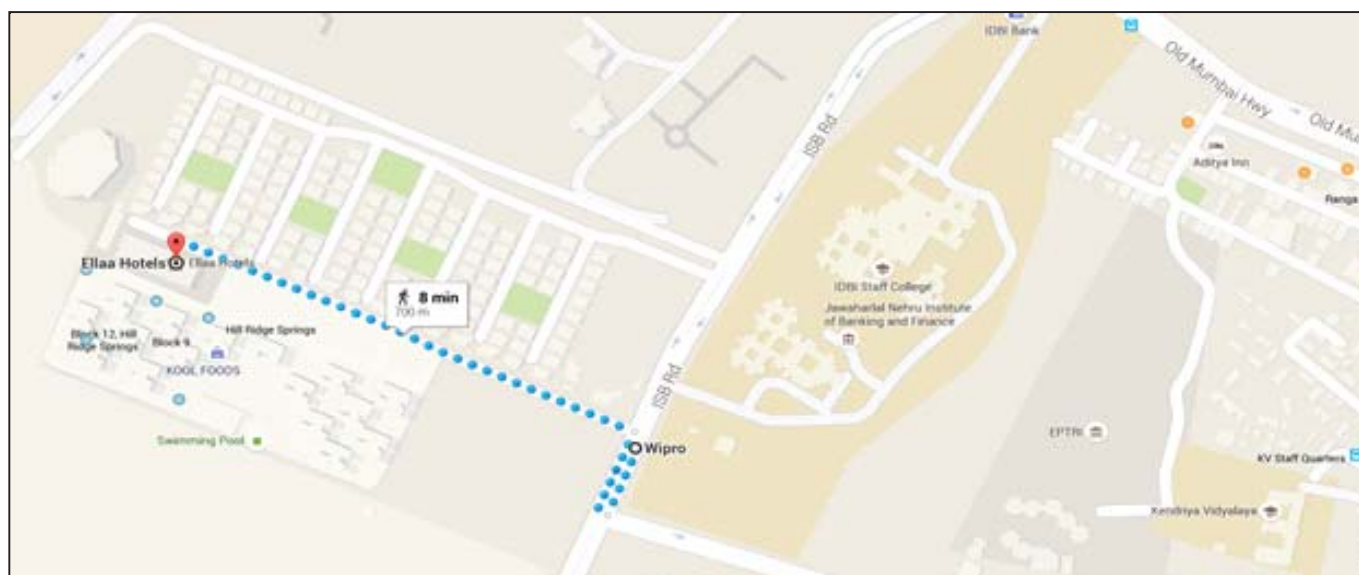 IDBI Bank
Old Mumbai Hwy
Old
ISB Rd
Aditya Inn
Ranga
Ellaa Hotels
Ellaa Hotels
8 min
700 m
IDBI Staff College
Jawaharlal Nehru Institute
of Banking and Finance
Hill Ridge Springs
Block 12, Hill
Ridge Springs
Block 9
KOOL FOODS
ISB Rd
Swimming Pool
Wipro
EPTRI
KV Staff Quarters
Kendriya Vidyalaya